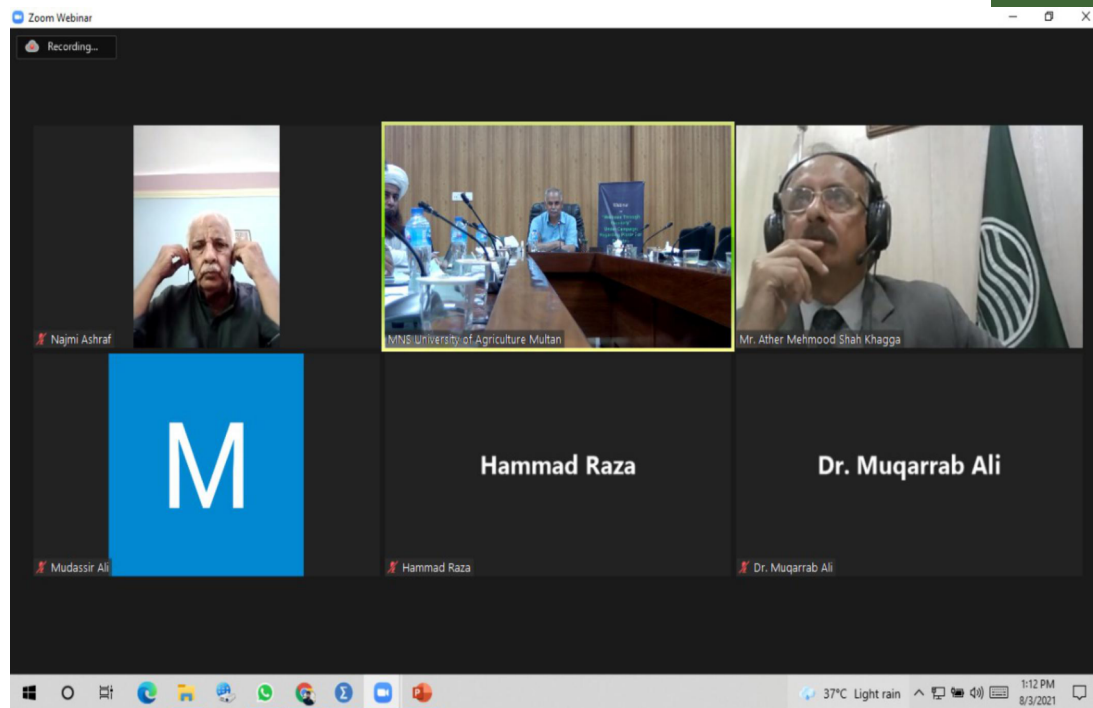 Zoom Webinar
Recording...
Najmi Ashraf
MNS University of Agriculture Multan
Mr. Ather Mehmood Shah Khagga
M
Mudassir Ali
Hammad Raza
Hammad Raza
Dr. Muqarrab Ali
Dr. Muqarrab Ali
37°C Light rain
1:12 PM
8/3/2021